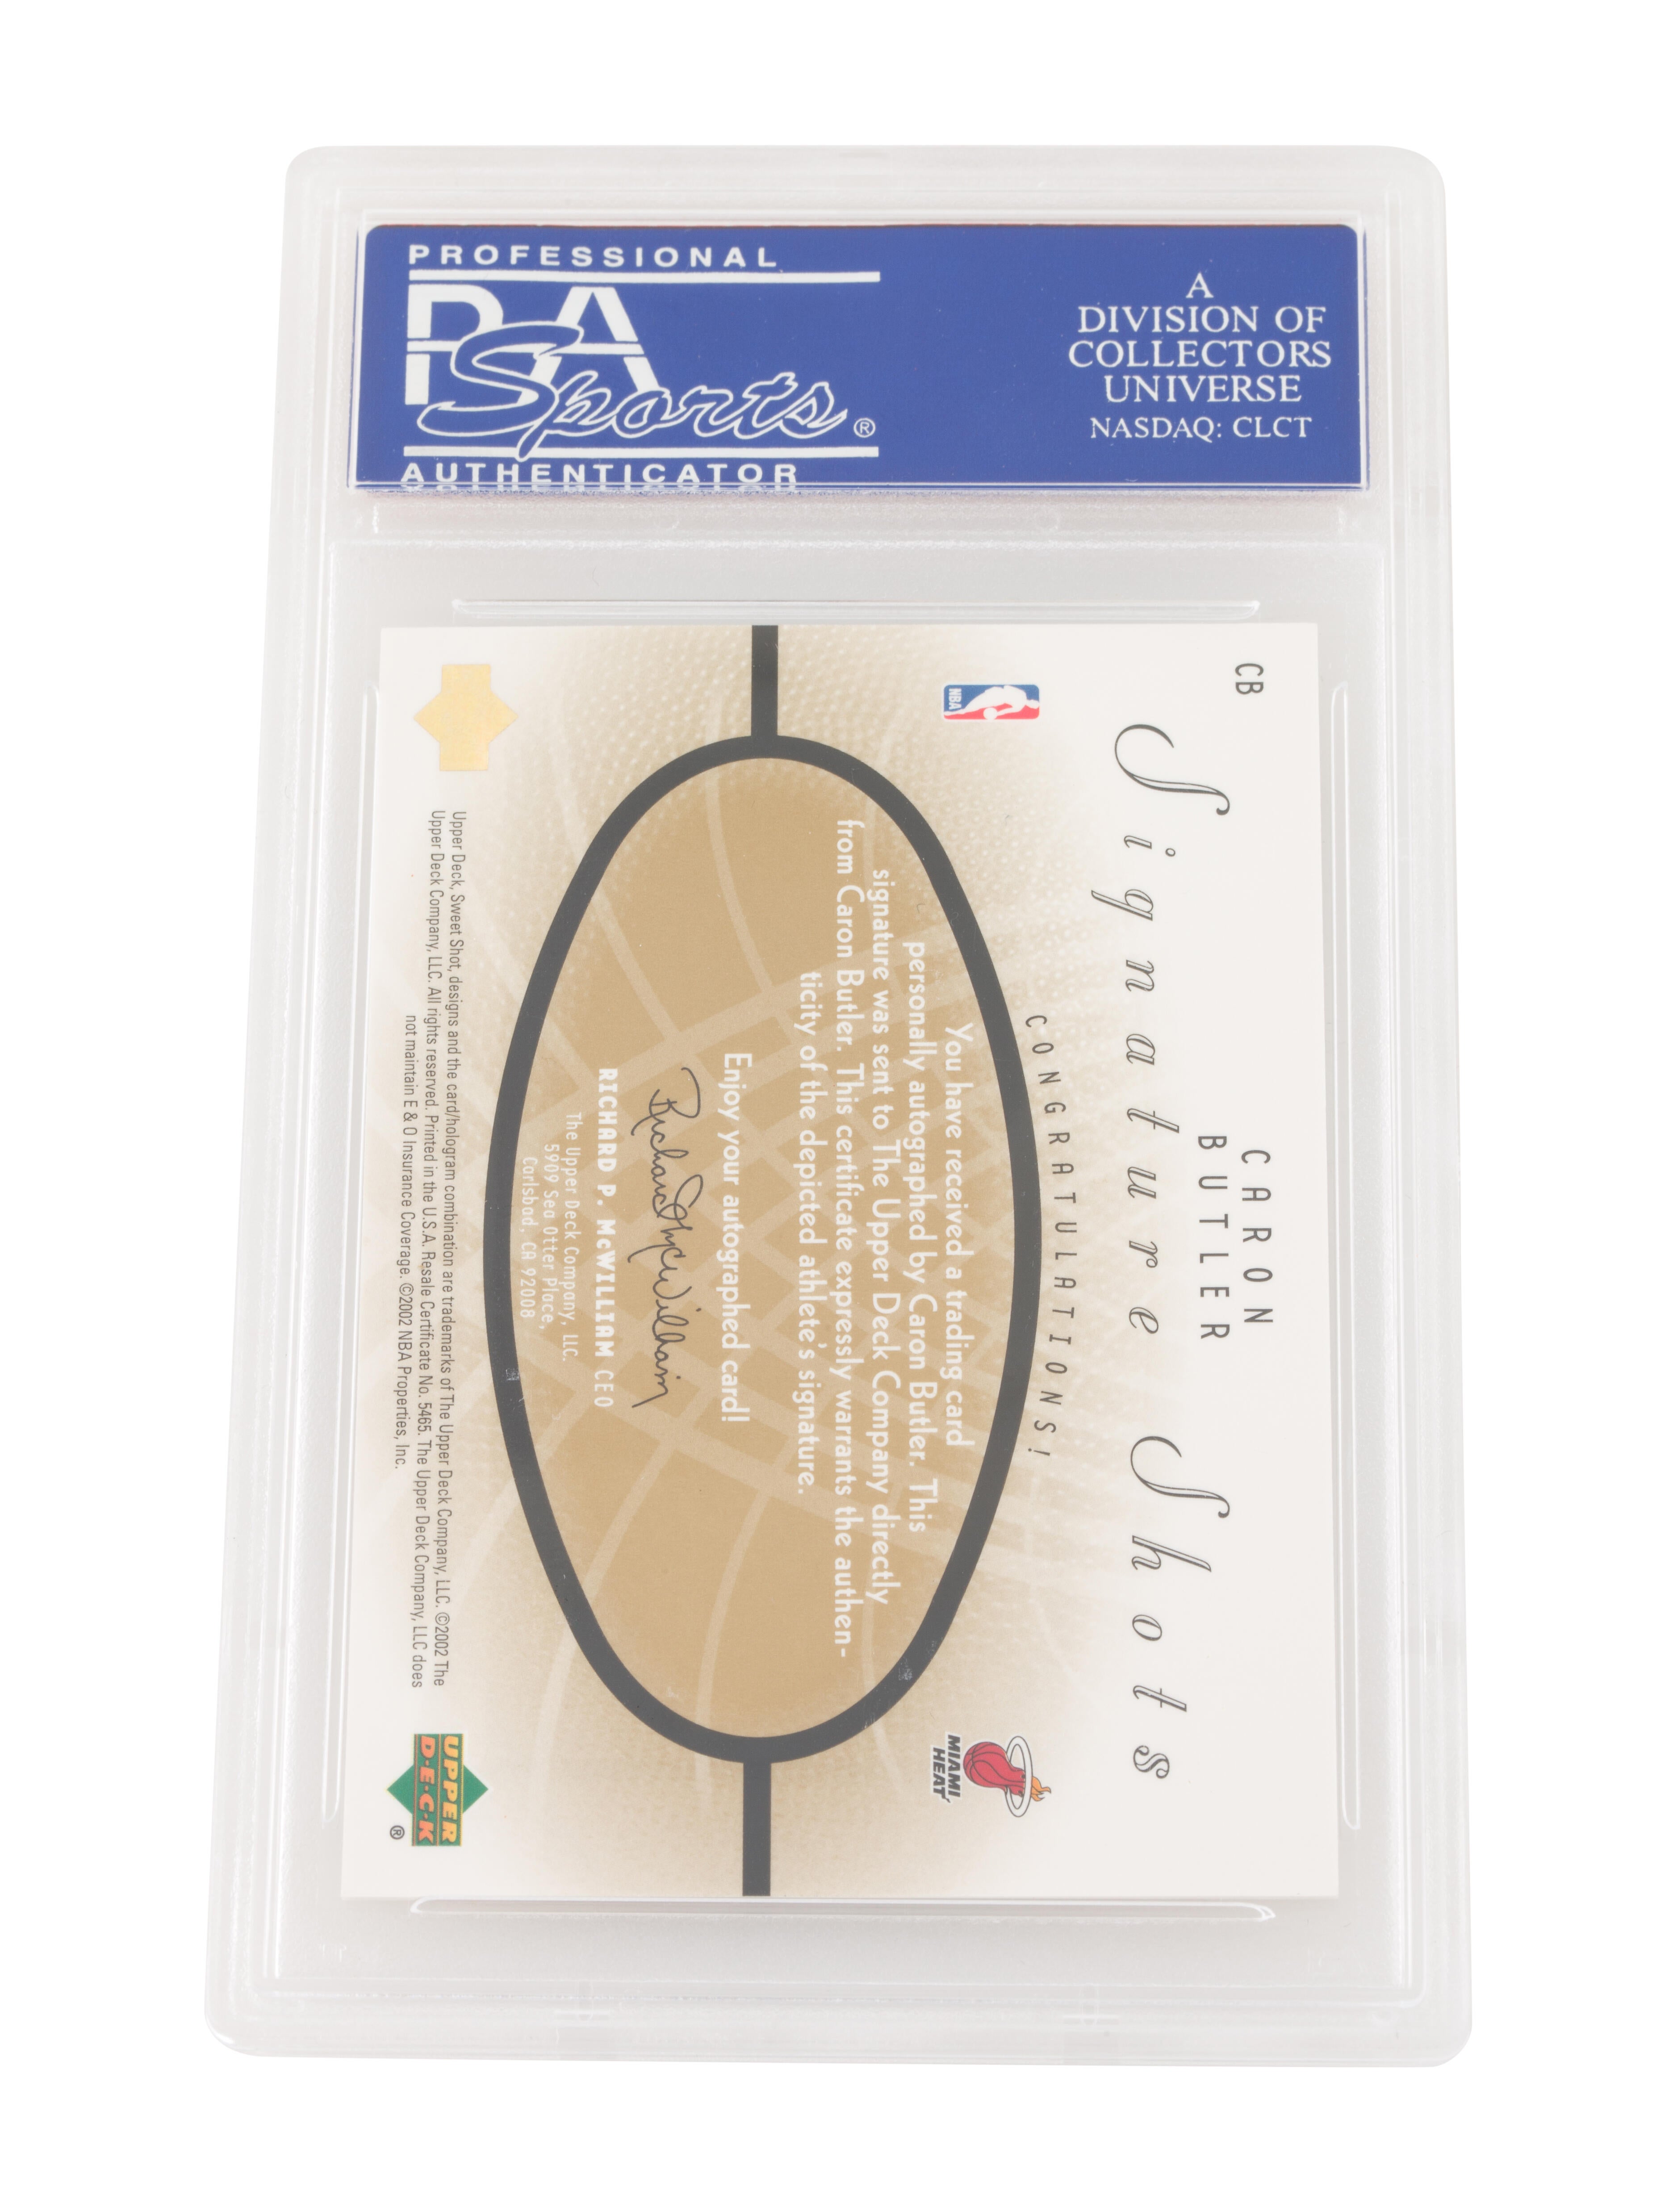 PROFESSIONAL
PSA
Sports®
AUTHENTICATOR
A
DIVISION OF
COLLECTORS
UNIVERSE
NASDAQ: CLCT
CB
CARON
BUTLER
Signature Shots
NBA
CONGRATULATIONS!
MIAMI
HEAT
You have received a trading card
personally autographed by Caron Butler. This
signature was sent to The Upper Deck Company directly
from Caron Butler. This certificate expressly warrants the authen-
ticity of the depicted athlete's signature.
Enjoy your autographed card!
Richard P. McWilliam
RICHARD P. McWILLIAM CEO
The Upper Deck Company, LLC.
5909 Sea Otter Place,
Carlsbad, CA 92008
Upper Deck, Sweet Shot, designs and the card/hologram combination are trademarks of The Upper Deck Company, LLC. ©2002 The
Upper Deck Company, LLC. All rights reserved. Printed in the U.S.A. Resale Certificate No. 5465. The Upper Deck Company, LLC does
not maintain E & O Insurance Coverage. ©2002 NBA Properties, Inc.
UPPER
D·E·C·K
®